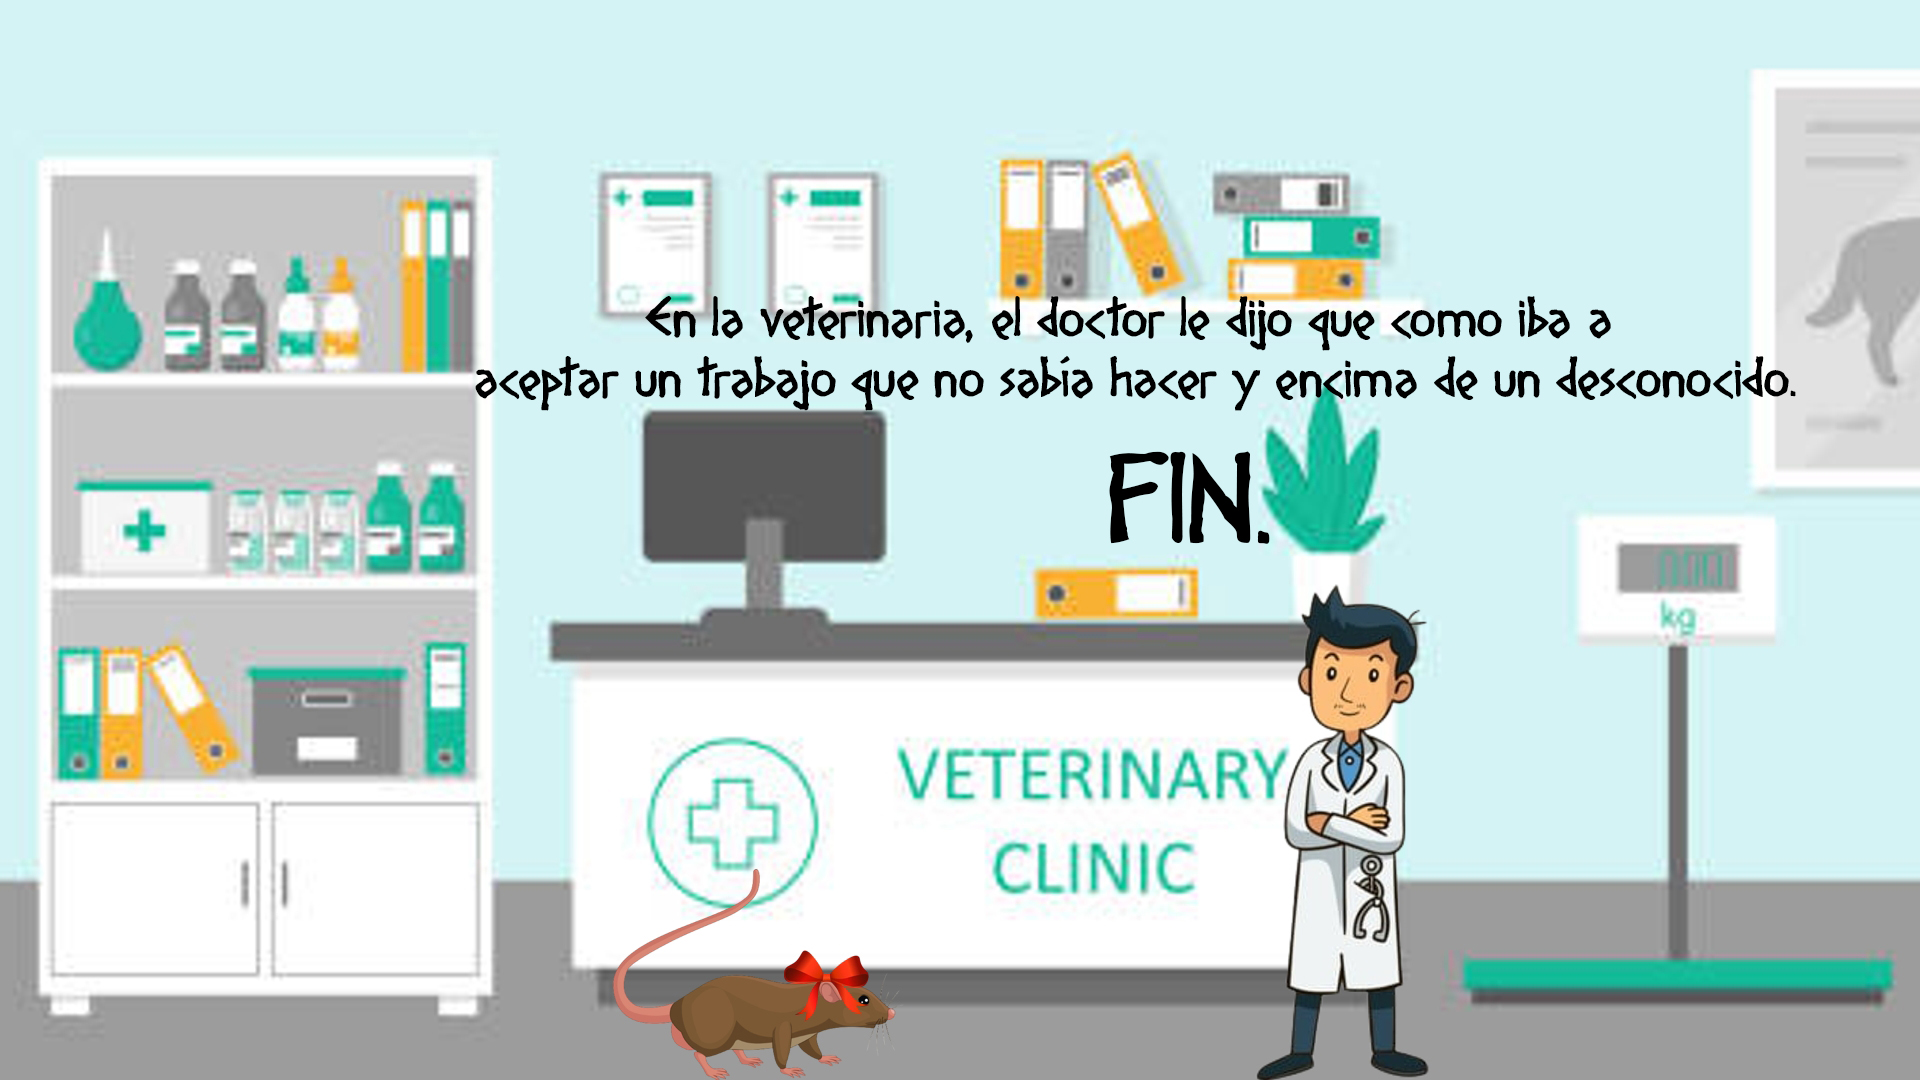 En la veterinaria, el doctor le dijo que como iba a
aceptar un trabajo que no sabía hacer y encima de un desconocido.
FIN.
kg
VETERINARY
CLINIC